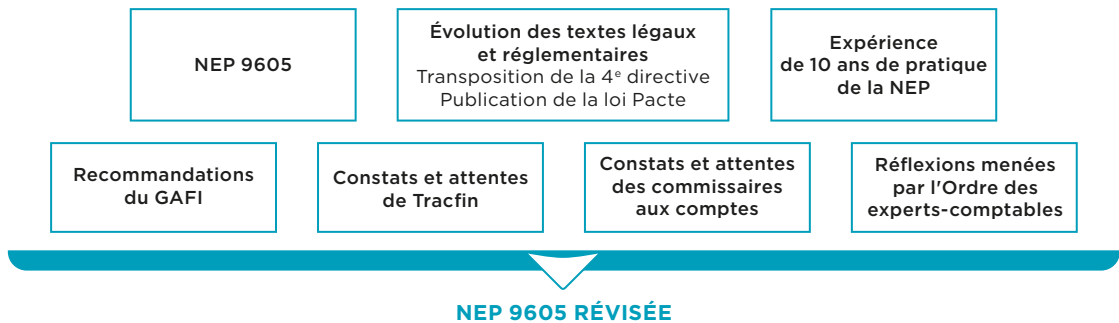 NEP 9605
Évolution des textes légaux
et réglementaires
Transposition de la 4e directive
Publication de la loi Pacte
Expérience
de 10 ans de pratique
de la NEP
Recommandations
du GAFI
Constats et attentes
de Tracfin
Constats et attentes
des commissaires
aux comptes
Réflexions menées
par l'Ordre des
experts-comptables
NEP 9605 RÉVISÉE